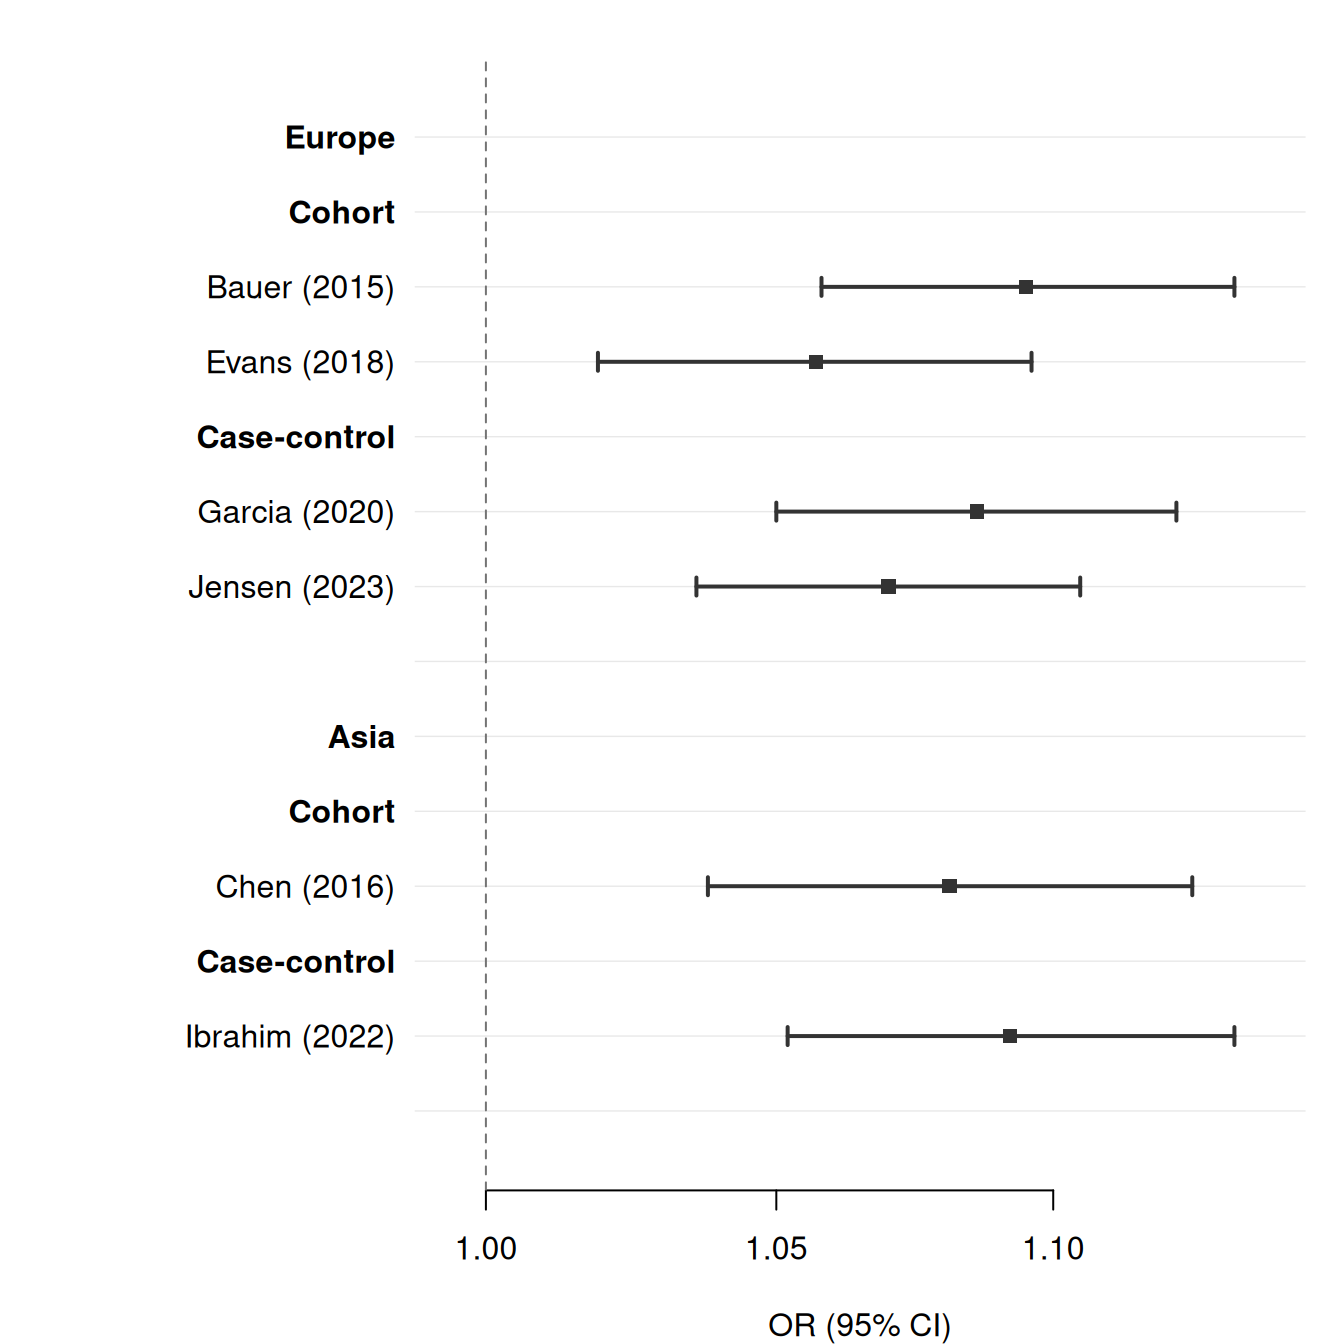 Europe
Cohort
Bauer (2015)
Evans (2018)
Case-control
Garcia (2020)
Jensen (2023)
Asia
Cohort
Chen (2016)
Case-control
Ibrahim (2022)
1.00 1.05 1.10
OR (95% CI)